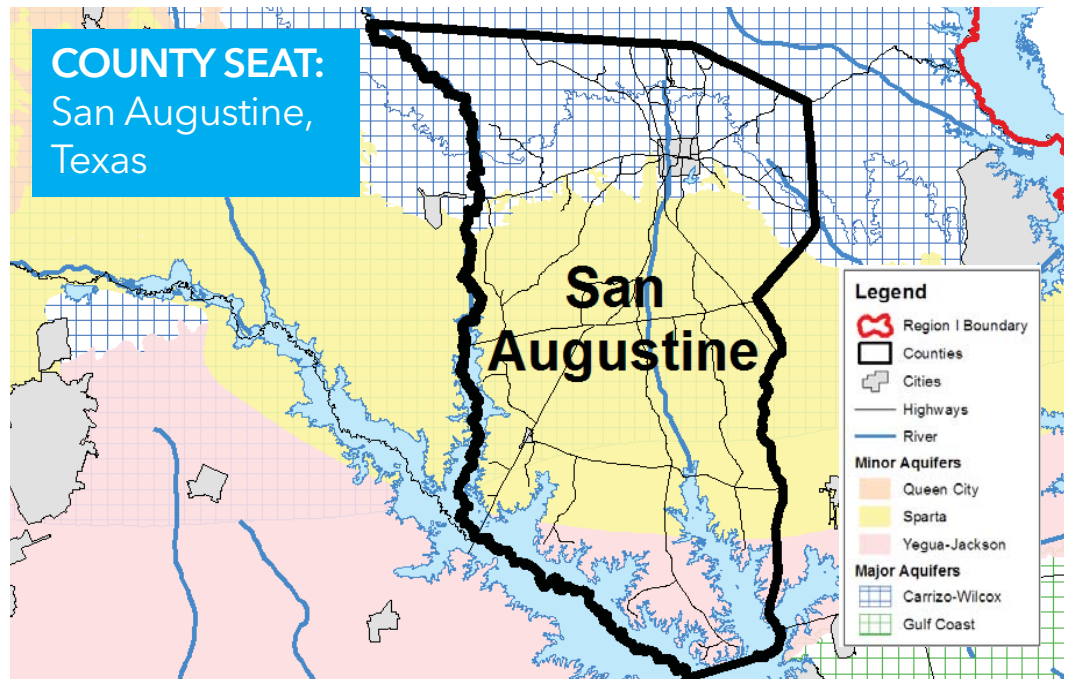 COUNTY SEAT:
San Augustine,
Texas
San
Augustine
Legend
Region I Boundary
Counties
Cities
Highways
River
Minor Aquifers
Queen City
Sparta
Yegua-Jackson
Major Aquifers
Carrizo-Wilcox
Gulf Coast